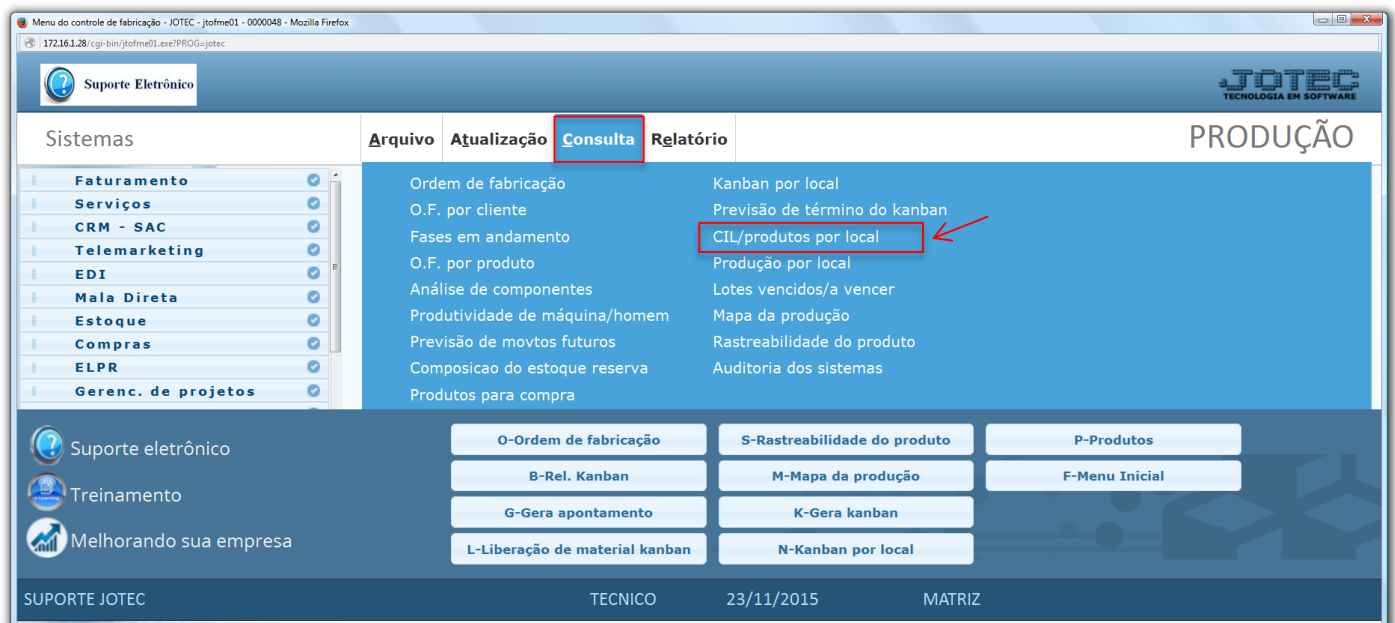 Menu do controle de fabricação - JOTEC - jtofme01 - 0000048 - Mozilla Firefox
172.16.1.28/cgi-bin/jtofme01.exe?PROG=jotec
Suporte Eletrônico
JOTEC
TECNOLOGIA EM SOFTWARE
Sistemas
Arquivo Atualização Consulta Relatório
PRODUÇÃO
Faturamento
Serviços
CRM - SAC
Telemarketing
EDI
Mala Direta
Estoque
Compras
ELPR
Gerenc. de projetos
Ordem de fabricação
O.F. por cliente
Fases em andamento
O.F. por produto
Análise de componentes
Produtividade de máquina/homem
Previsão de movtos futuros
Composicao do estoque reserva
Produtos para compra
Kanban por local
Previsão de término do kanban
CIL/produtos por local
Produção por local
Lotes vencidos/a vencer
Mapa da produção
Rastreabilidade do produto
Auditoria dos sistemas
Suporte eletrônico
Treinamento
Melhorando sua empresa
O-Ordem de fabricação
B-Rel. Kanban
G-Gera apontamento
L-Liberação de material kanban
S-Rastreabilidade do produto
M-Mapa da produção
K-Gera kanban
N-Kanban por local
P-Produtos
F-Menu Inicial
SUPORTE JOTEC TECNICO 23/11/2015 MATRIZ